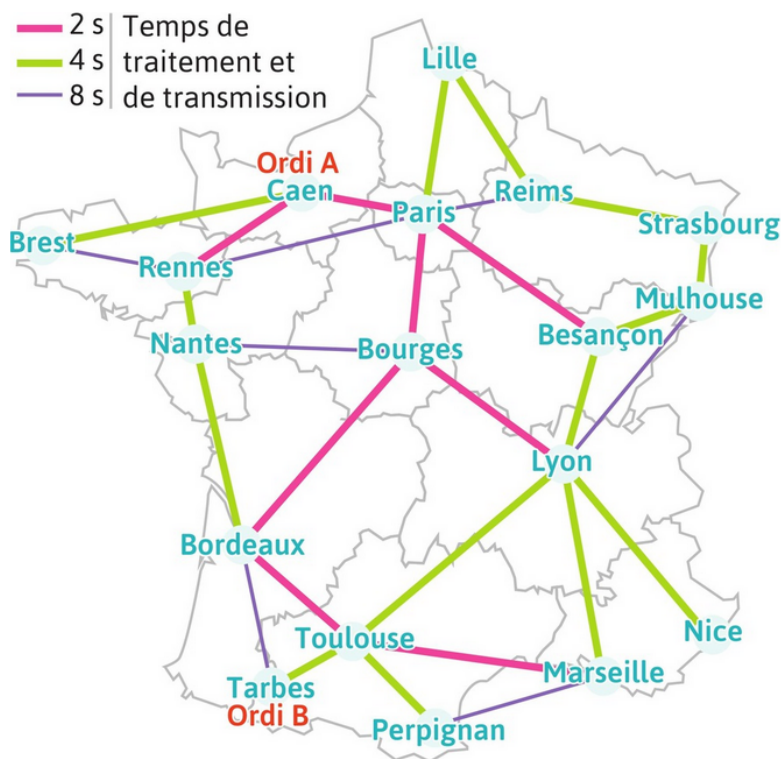 2 s Temps de
4 s traitement et
8 s de transmission
Lille
Ordi A
Caen
Reims
Paris
Strasbourg
Brest
Rennes
Mulhouse
Besançon
Nantes
Bourges
Lyon
Bordeaux
Toulouse
Nice
Marseille
Tarbes
Ordi B
Perpignan